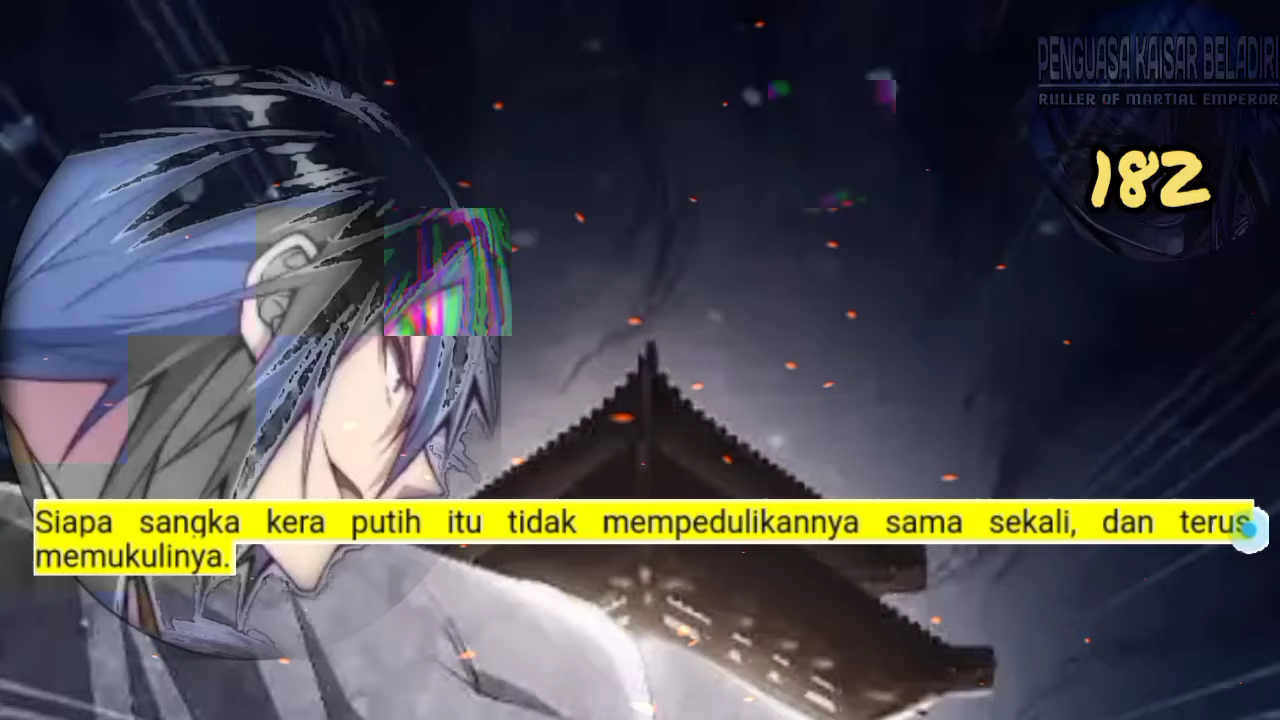 PENGUASA KAISAR BELADIRI
RULLER OF MARTIAL EMPEROR
182
Siapa sangka kera putih itu tidak mempedulikannya sama sekali, dan terus
memukulinya.